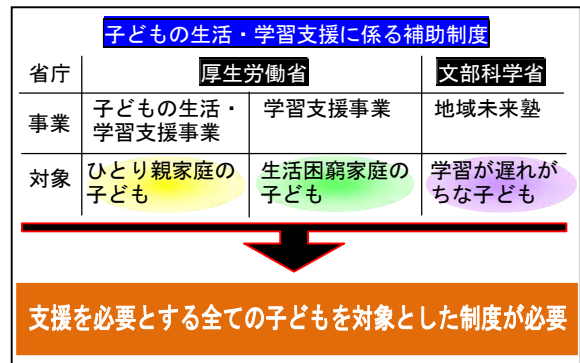 子どもの生活・学習支援に係る補助制度
省庁 厚生労働省 文部科学省
事業 子どもの生活・学習支援事業 学習支援事業 地域未来塾
対象 ひとり親家庭の子ども 生活困窮家庭の子ども 学習が遅れがちな子ども
支援を必要とする全ての子どもを対象とした制度が必要